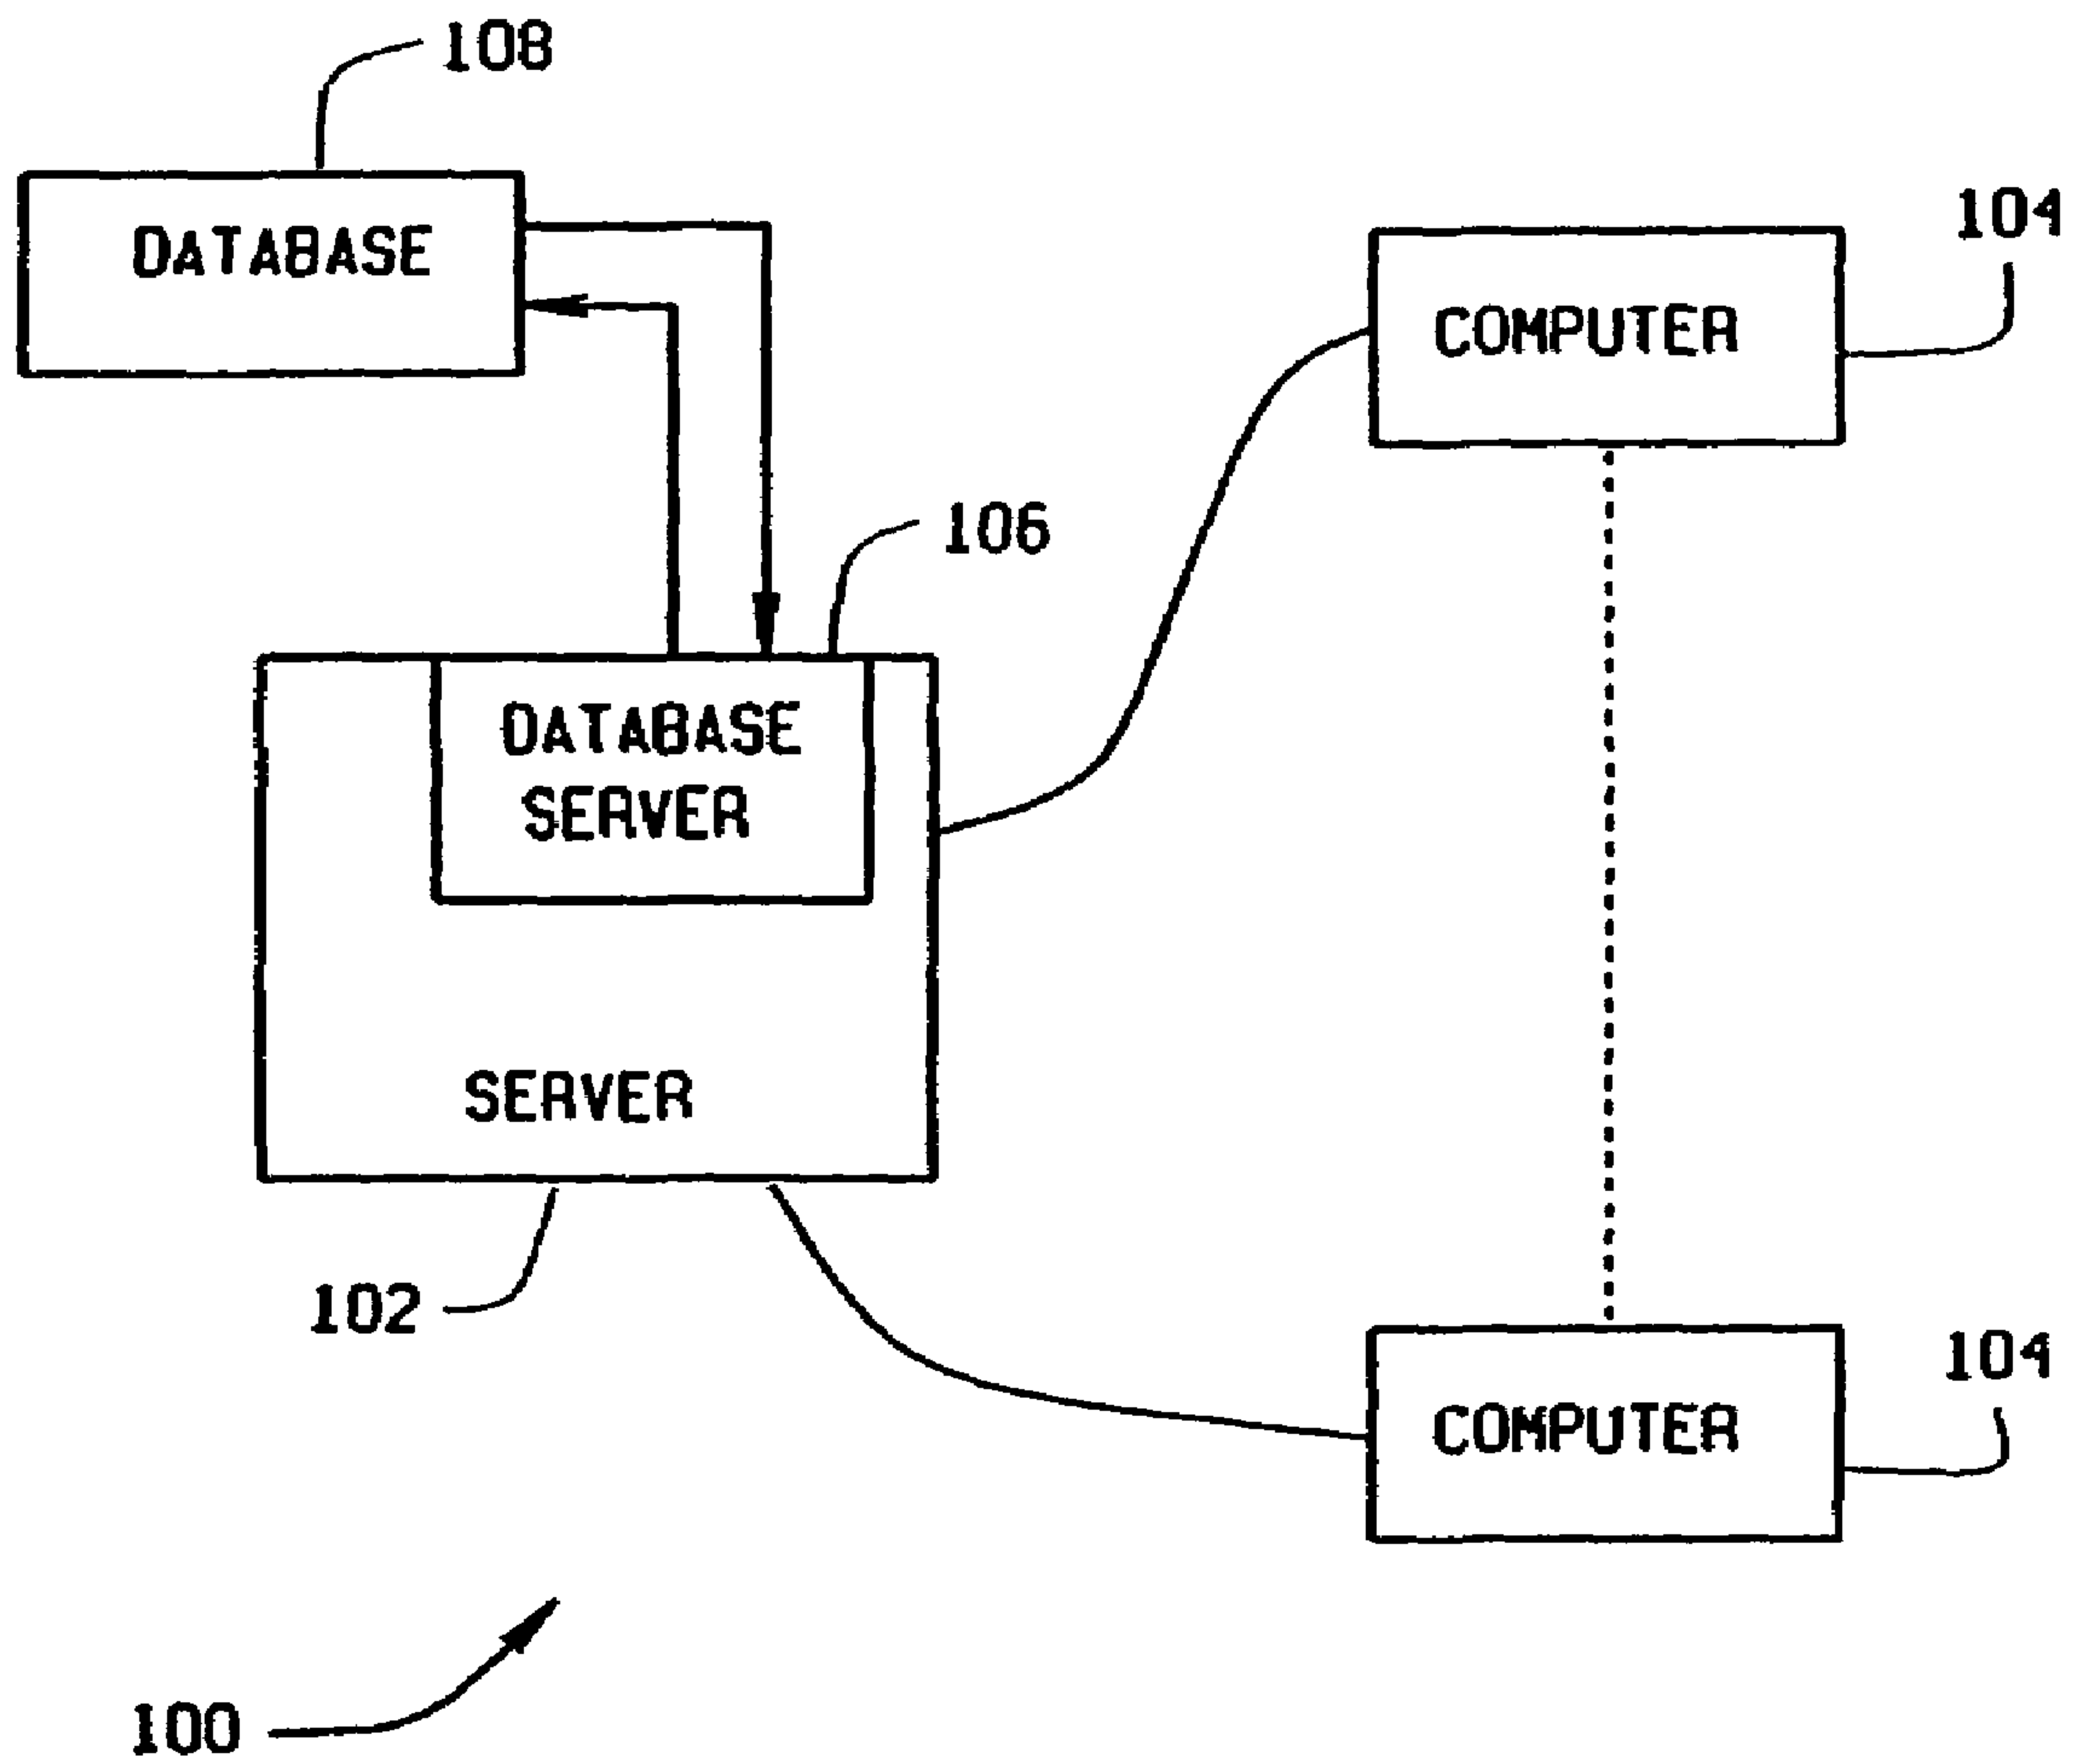 108
DATABASE
104
COMPUTER
106
DATABASE
SERVER
SERVER
102
104
COMPUTER
100